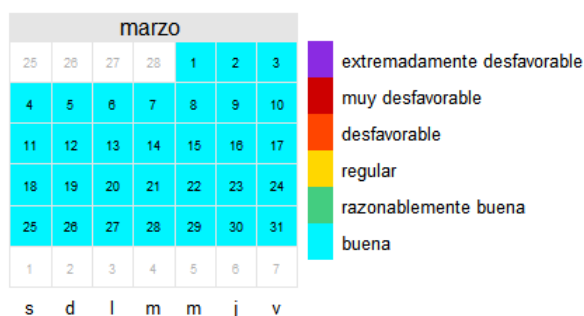 marzo
25 26 27 28 1 2 3
4 5 6 7 8 9 10
11 12 13 14 15 16 17
18 19 20 21 22 23 24
25 26 27 28 29 30 31
1 2 3 4 5 6 7
s d l m m j v
extremadamente desfavorable
muy desfavorable
desfavorable
regular
razonablemente buena
buena